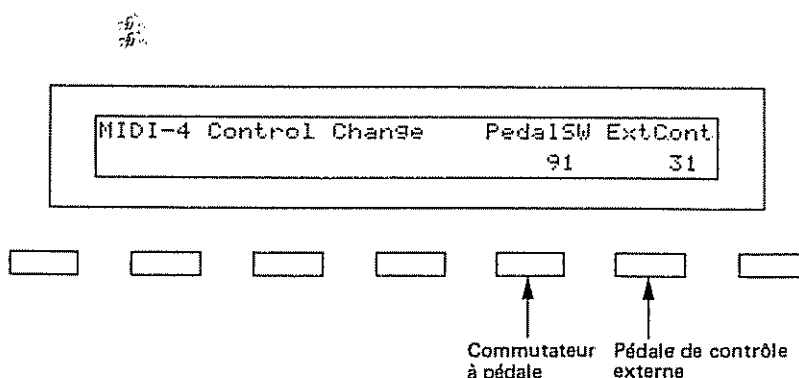 MIDI-4 Control Change PedalSW ExtCont
91 31
Commutateur à pédale
Pédale de contrôle externe